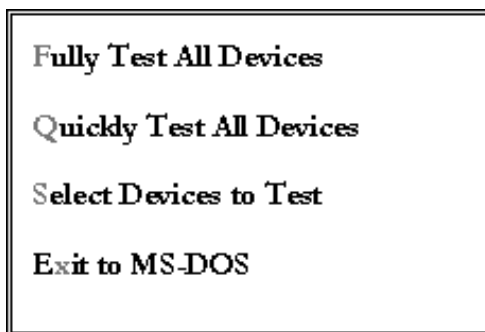 Fully Test All Devices
Quickly Test All Devices
Select Devices to Test
Exit to MS-DOS